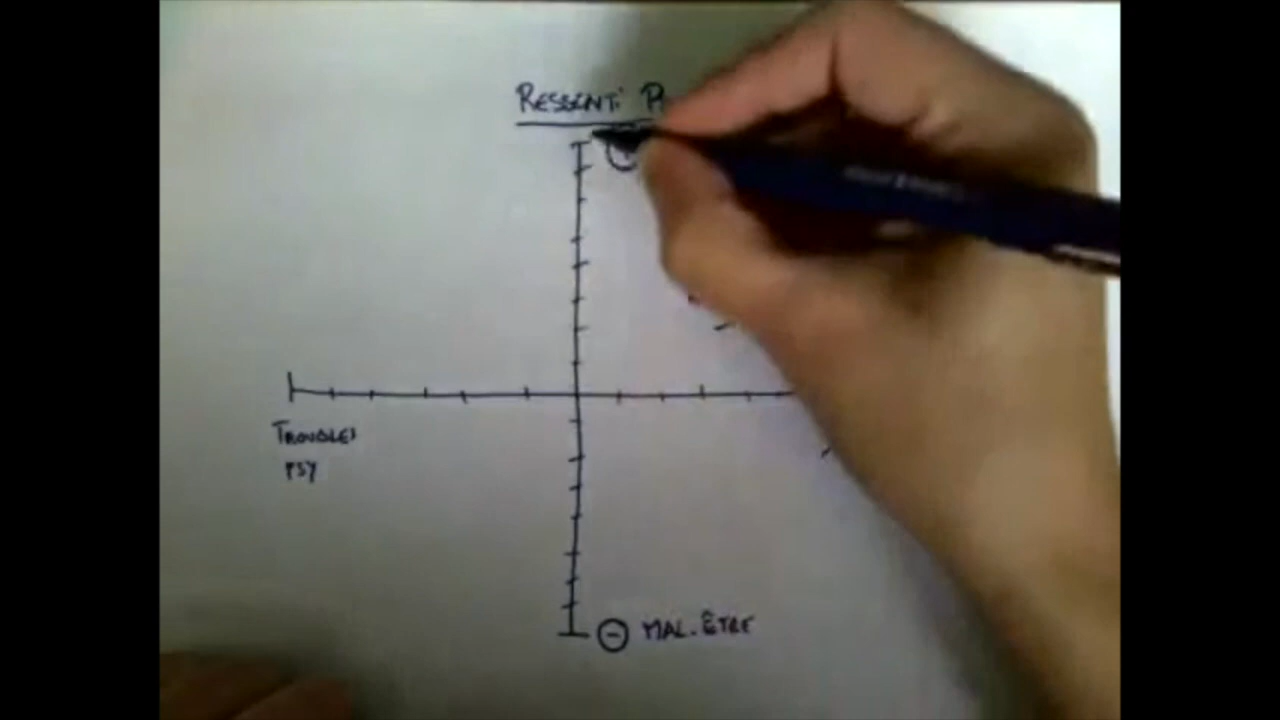 RESSENTI
TROUBLES
PSY
⊖ MAL-ÊTRE